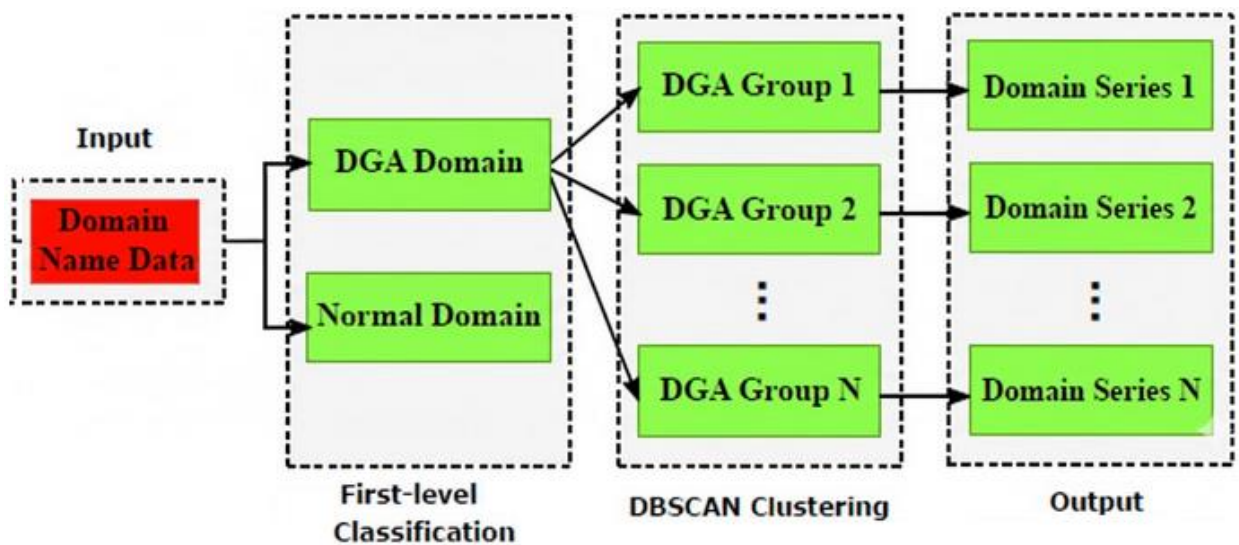 Input
Domain
Name Data
DGA Domain
Normal Domain
First-level
Classification
DGA Group 1
DGA Group 2
DGA Group N
DBSCAN Clustering
Domain Series 1
Domain Series 2
Domain Series N
Output